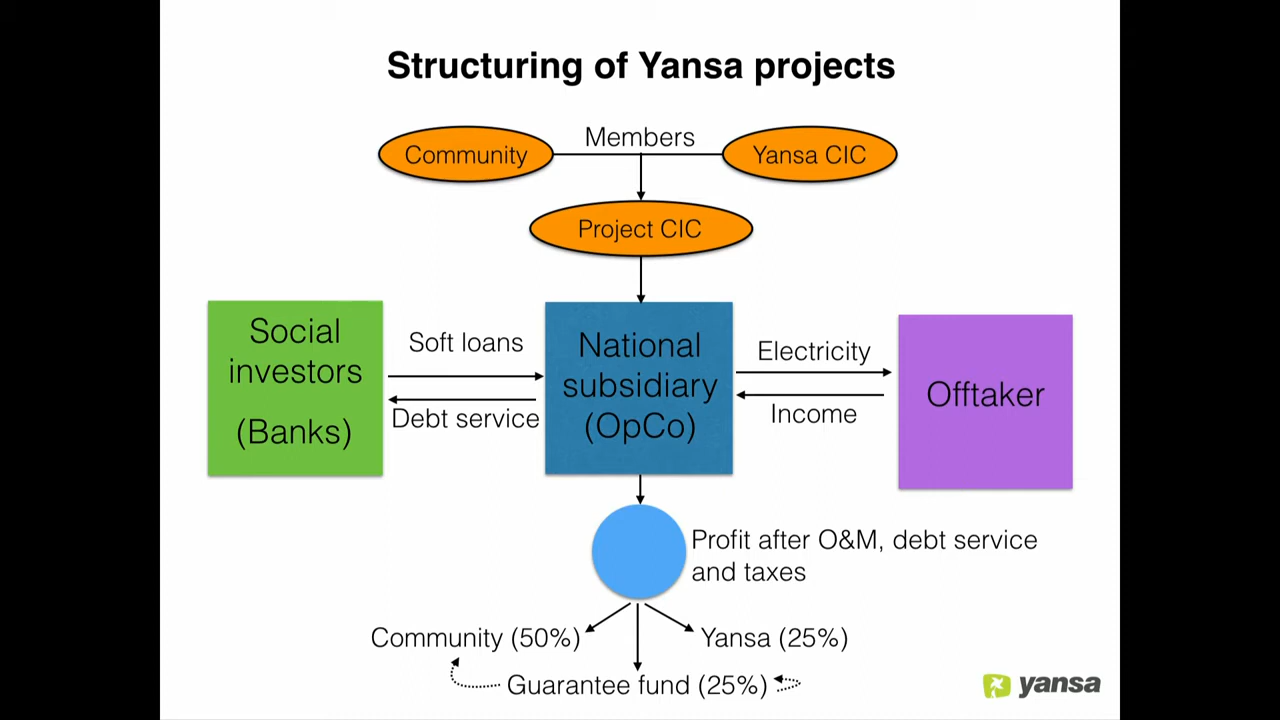 Structuring of Yansa projects
Members
Community
Yansa CIC
Project CIC
Social
investors
(Banks)
Soft loans
Debt service
National
subsidiary
(OpCo)
Electricity
Income
Offtaker
Profit after O&M, debt service
and taxes
Community (50%)
Yansa (25%)
Guarantee fund (25%)
yansa